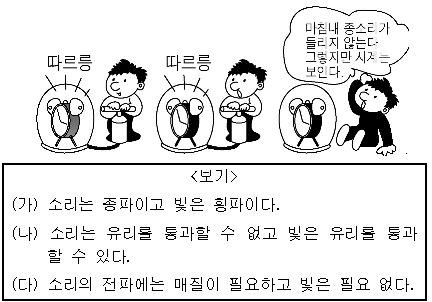 따르릉
따르릉
마침내 종소리가
들리지 않는다
그렇지만 시계는
보인다.
<보기>
(가) 소리는 종파이고 빛은 횡파이다.
(나) 소리는 유리를 통과할 수 없고 빛은 유리를 통과
할 수 있다.
(다) 소리의 전파에는 매질이 필요하고 빛은 필요 없다.